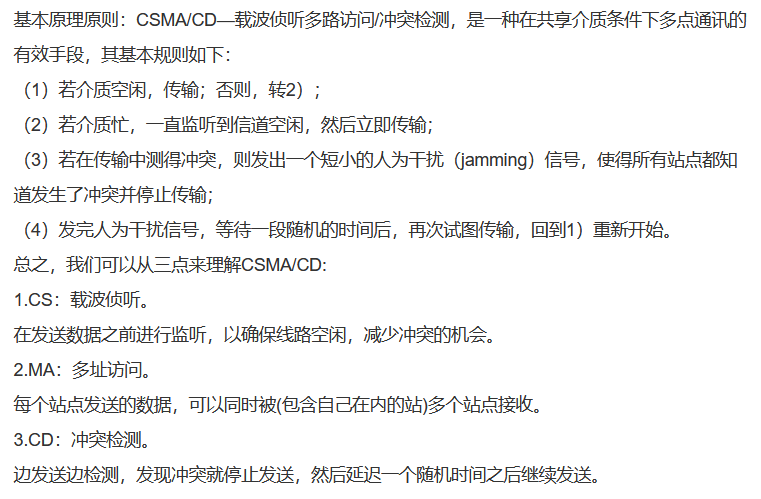 基本原理原则：CSMA/CD—载波侦听多路访问/冲突检测，是一种在共享介质条件下多点通讯的
有效手段，其基本规则如下：
（1）若介质空闲，传输；否则，转2）；
（2）若介质忙，一直监听到信道空闲，然后立即传输；
（3）若在传输中测得冲突，则发出一个短小的人为干扰（jamming）信号，使得所有站点都知
道发生了冲突并停止传输；
（4）发完人为干扰信号，等待一段随机的时间后，再次试图传输，回到1）重新开始。
总之，我们可以从三点来理解CSMA/CD:
1.CS：载波侦听。
在发送数据之前进行监听，以确保线路空闲，减少冲突的机会。
2.MA：多址访问。
每个站点发送的数据，可以同时被(包含自己在内的站)多个站点接收。
3.CD：冲突检测。
边发送边检测，发现冲突就停止发送，然后延迟一个随机时间之后继续发送。